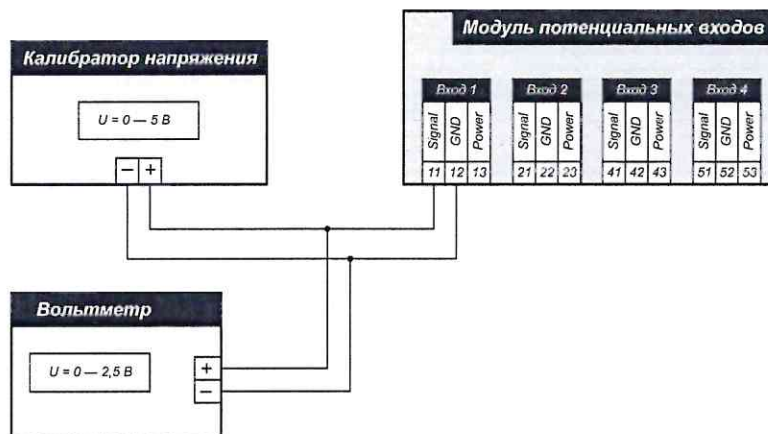 Модуль потенциальных входов
Калибратор напряжения
U = 0 — 5 В
− +
Вход 1 Вход 2 Вход 3 Вход 4
Signal GND Power Signal GND Power Signal GND Power Signal GND Power
11 12 13 21 22 23 41 42 43 51 52 53
Вольтметр
U = 0 — 2,5 В
+
−